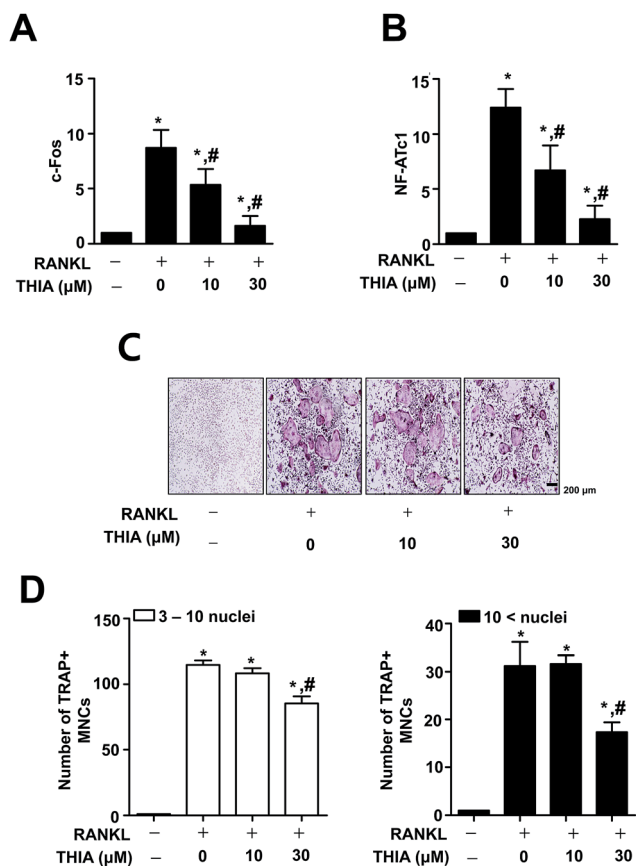 A
c-Fos
15
10
5
0
*
*,#
*,#
RANKL − + + +
THIA (μM) − 0 10 30
B
NF-ATc1
15
10
5
0
*
*,#
*,#
RANKL − + + +
THIA (μM) − 0 10 30
C
200 μm
RANKL − + + +
THIA (μM) − 0 10 30
D
3 – 10 nuclei
Number of TRAP+
MNCs
150
100
50
0
*
*
*,#
RANKL − + + +
THIA (μM) − 0 10 30
10 < nuclei
Number of TRAP+
MNCs
40
30
20
10
0
*
*
*,#
RANKL − + + +
THIA (μM) − 0 10 30